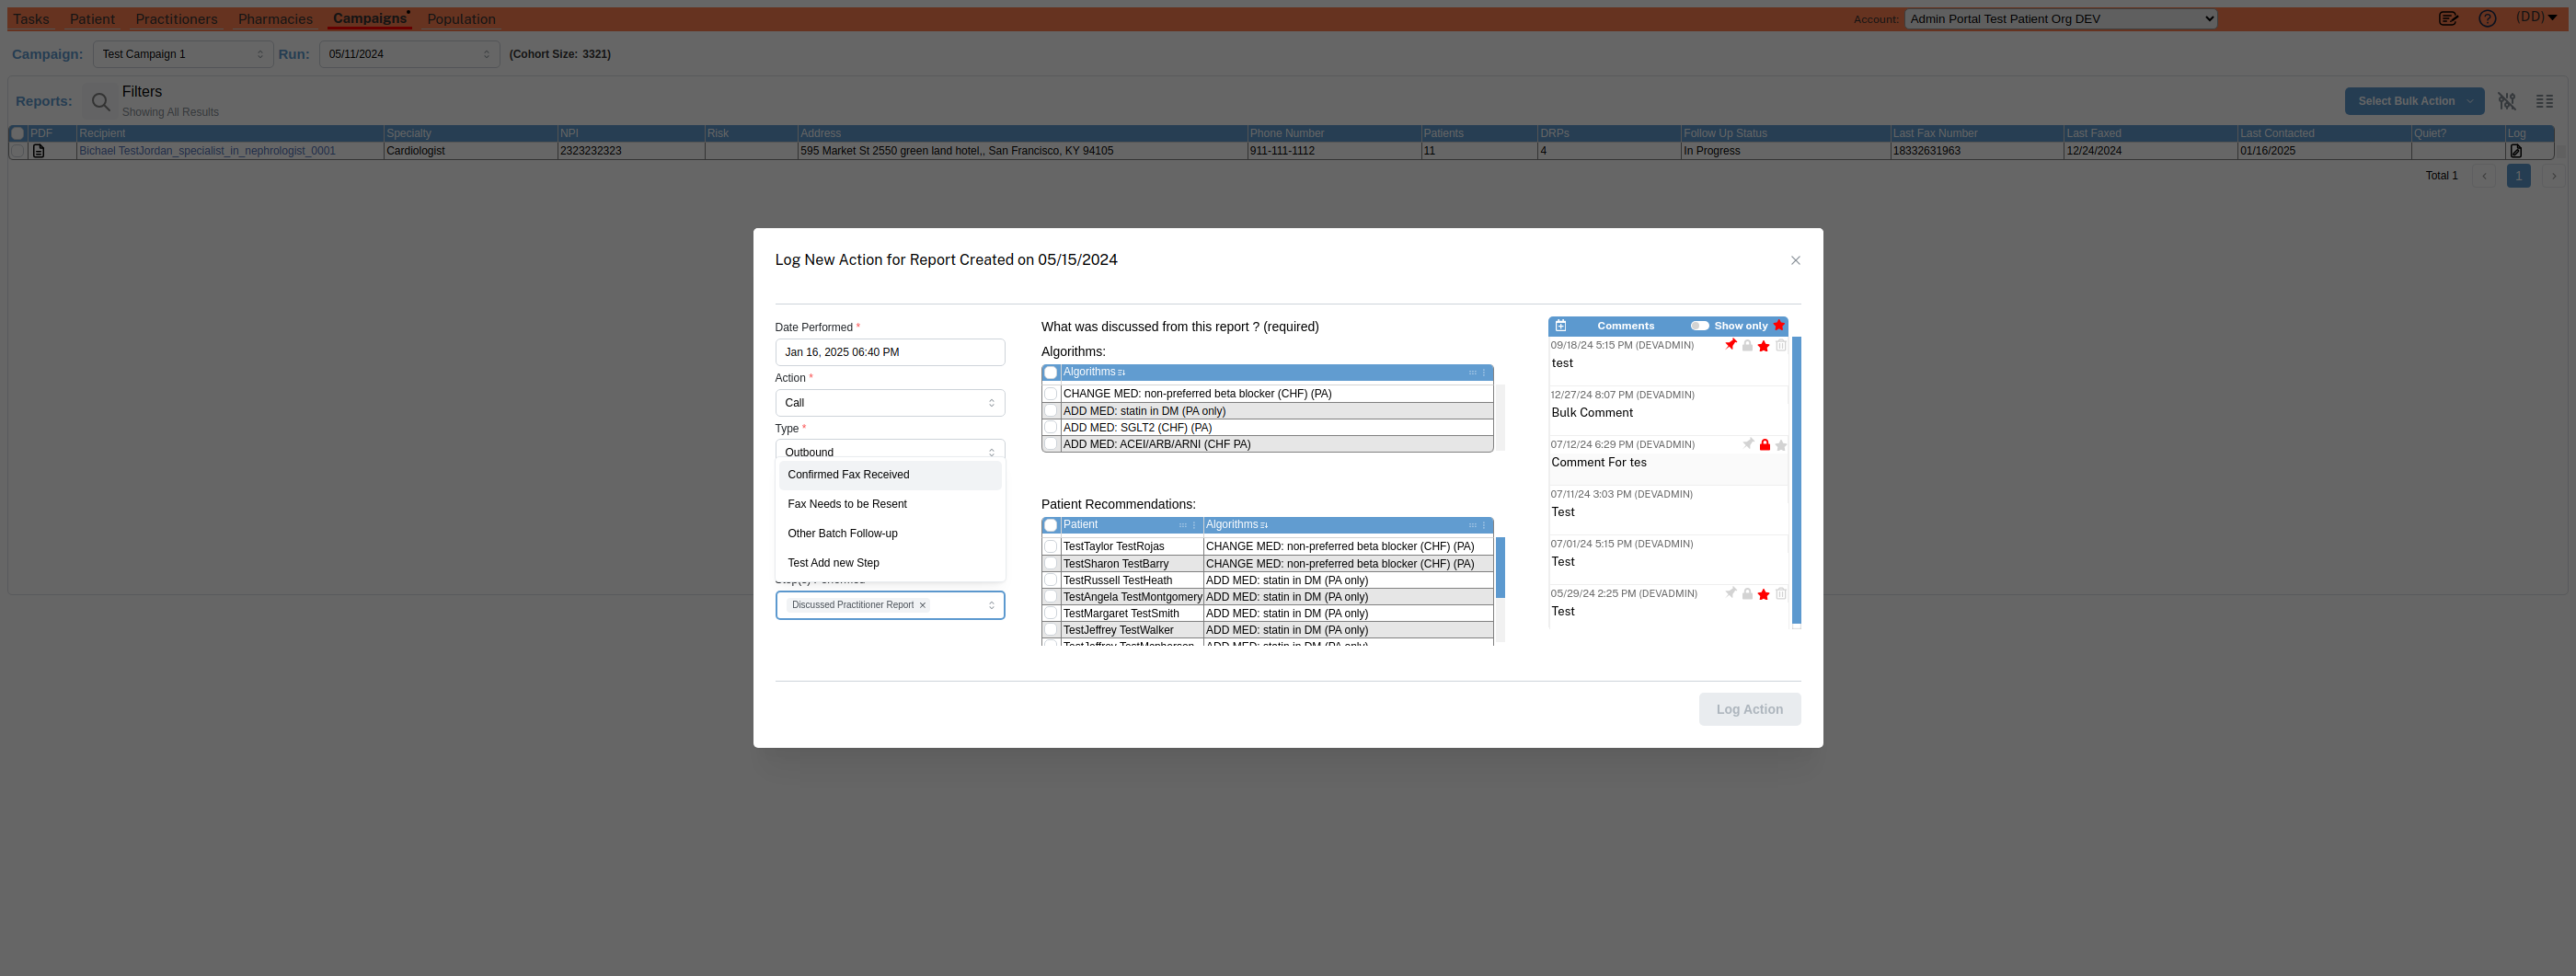 Tasks Patient Practitioners Pharmacies Campaigns Population Account: Admin Portal Test Patient Org DEV (DD)
Campaign: Test Campaign 1 Run: 05/11/2024 (Cohort Size: 3321)
Reports: Filters
Showing All Results
Select Bulk Action
PDF Recipient Specialty NPI Risk Address Phone Number Patients DRPs Follow Up Status Last Fax Number Last Faxed Last Contacted Quiet? Log
Bichael TestJordan_specialist_in_nephrologist_0001 Cardiologist 2323232323 595 Market St 2550 green land hotel,, San Francisco, KY 94105 911-111-1112 11 4 In Progress 18332631963 12/24/2024 01/16/2025
Total 1 1
Log New Action for Report Created on 05/15/2024
Date Performed *
Jan 16, 2025 06:40 PM
Action *
Call
Type *
Outbound
Confirmed Fax Received
Fax Needs to be Resent
Other Batch Follow-up
Test Add new Step
Discussed Practitioner Report
What was discussed from this report ? (required)
Algorithms:
Algorithms
CHANGE MED: non-preferred beta blocker (CHF) (PA)
ADD MED: statin in DM (PA only)
ADD MED: SGLT2 (CHF) (PA)
ADD MED: ACEI/ARB/ARNI (CHF PA)
Patient Recommendations:
Patient Algorithms
TestTaylor TestRojas CHANGE MED: non-preferred beta blocker (CHF) (PA)
TestSharon TestBarry CHANGE MED: non-preferred beta blocker (CHF) (PA)
TestRussell TestHeath ADD MED: statin in DM (PA only)
TestAngela TestMontgomery ADD MED: statin in DM (PA only)
TestMargaret TestSmith ADD MED: statin in DM (PA only)
TestJeffrey TestWalker ADD MED: statin in DM (PA only)
Comments Show only
09/18/24 5:15 PM (DEVADMIN)
test
12/27/24 8:07 PM (DEVADMIN)
Bulk Comment
07/12/24 6:29 PM (DEVADMIN)
Comment For tes
07/11/24 3:03 PM (DEVADMIN)
Test
07/01/24 5:15 PM (DEVADMIN)
Test
05/29/24 2:25 PM (DEVADMIN)
Test
Log Action